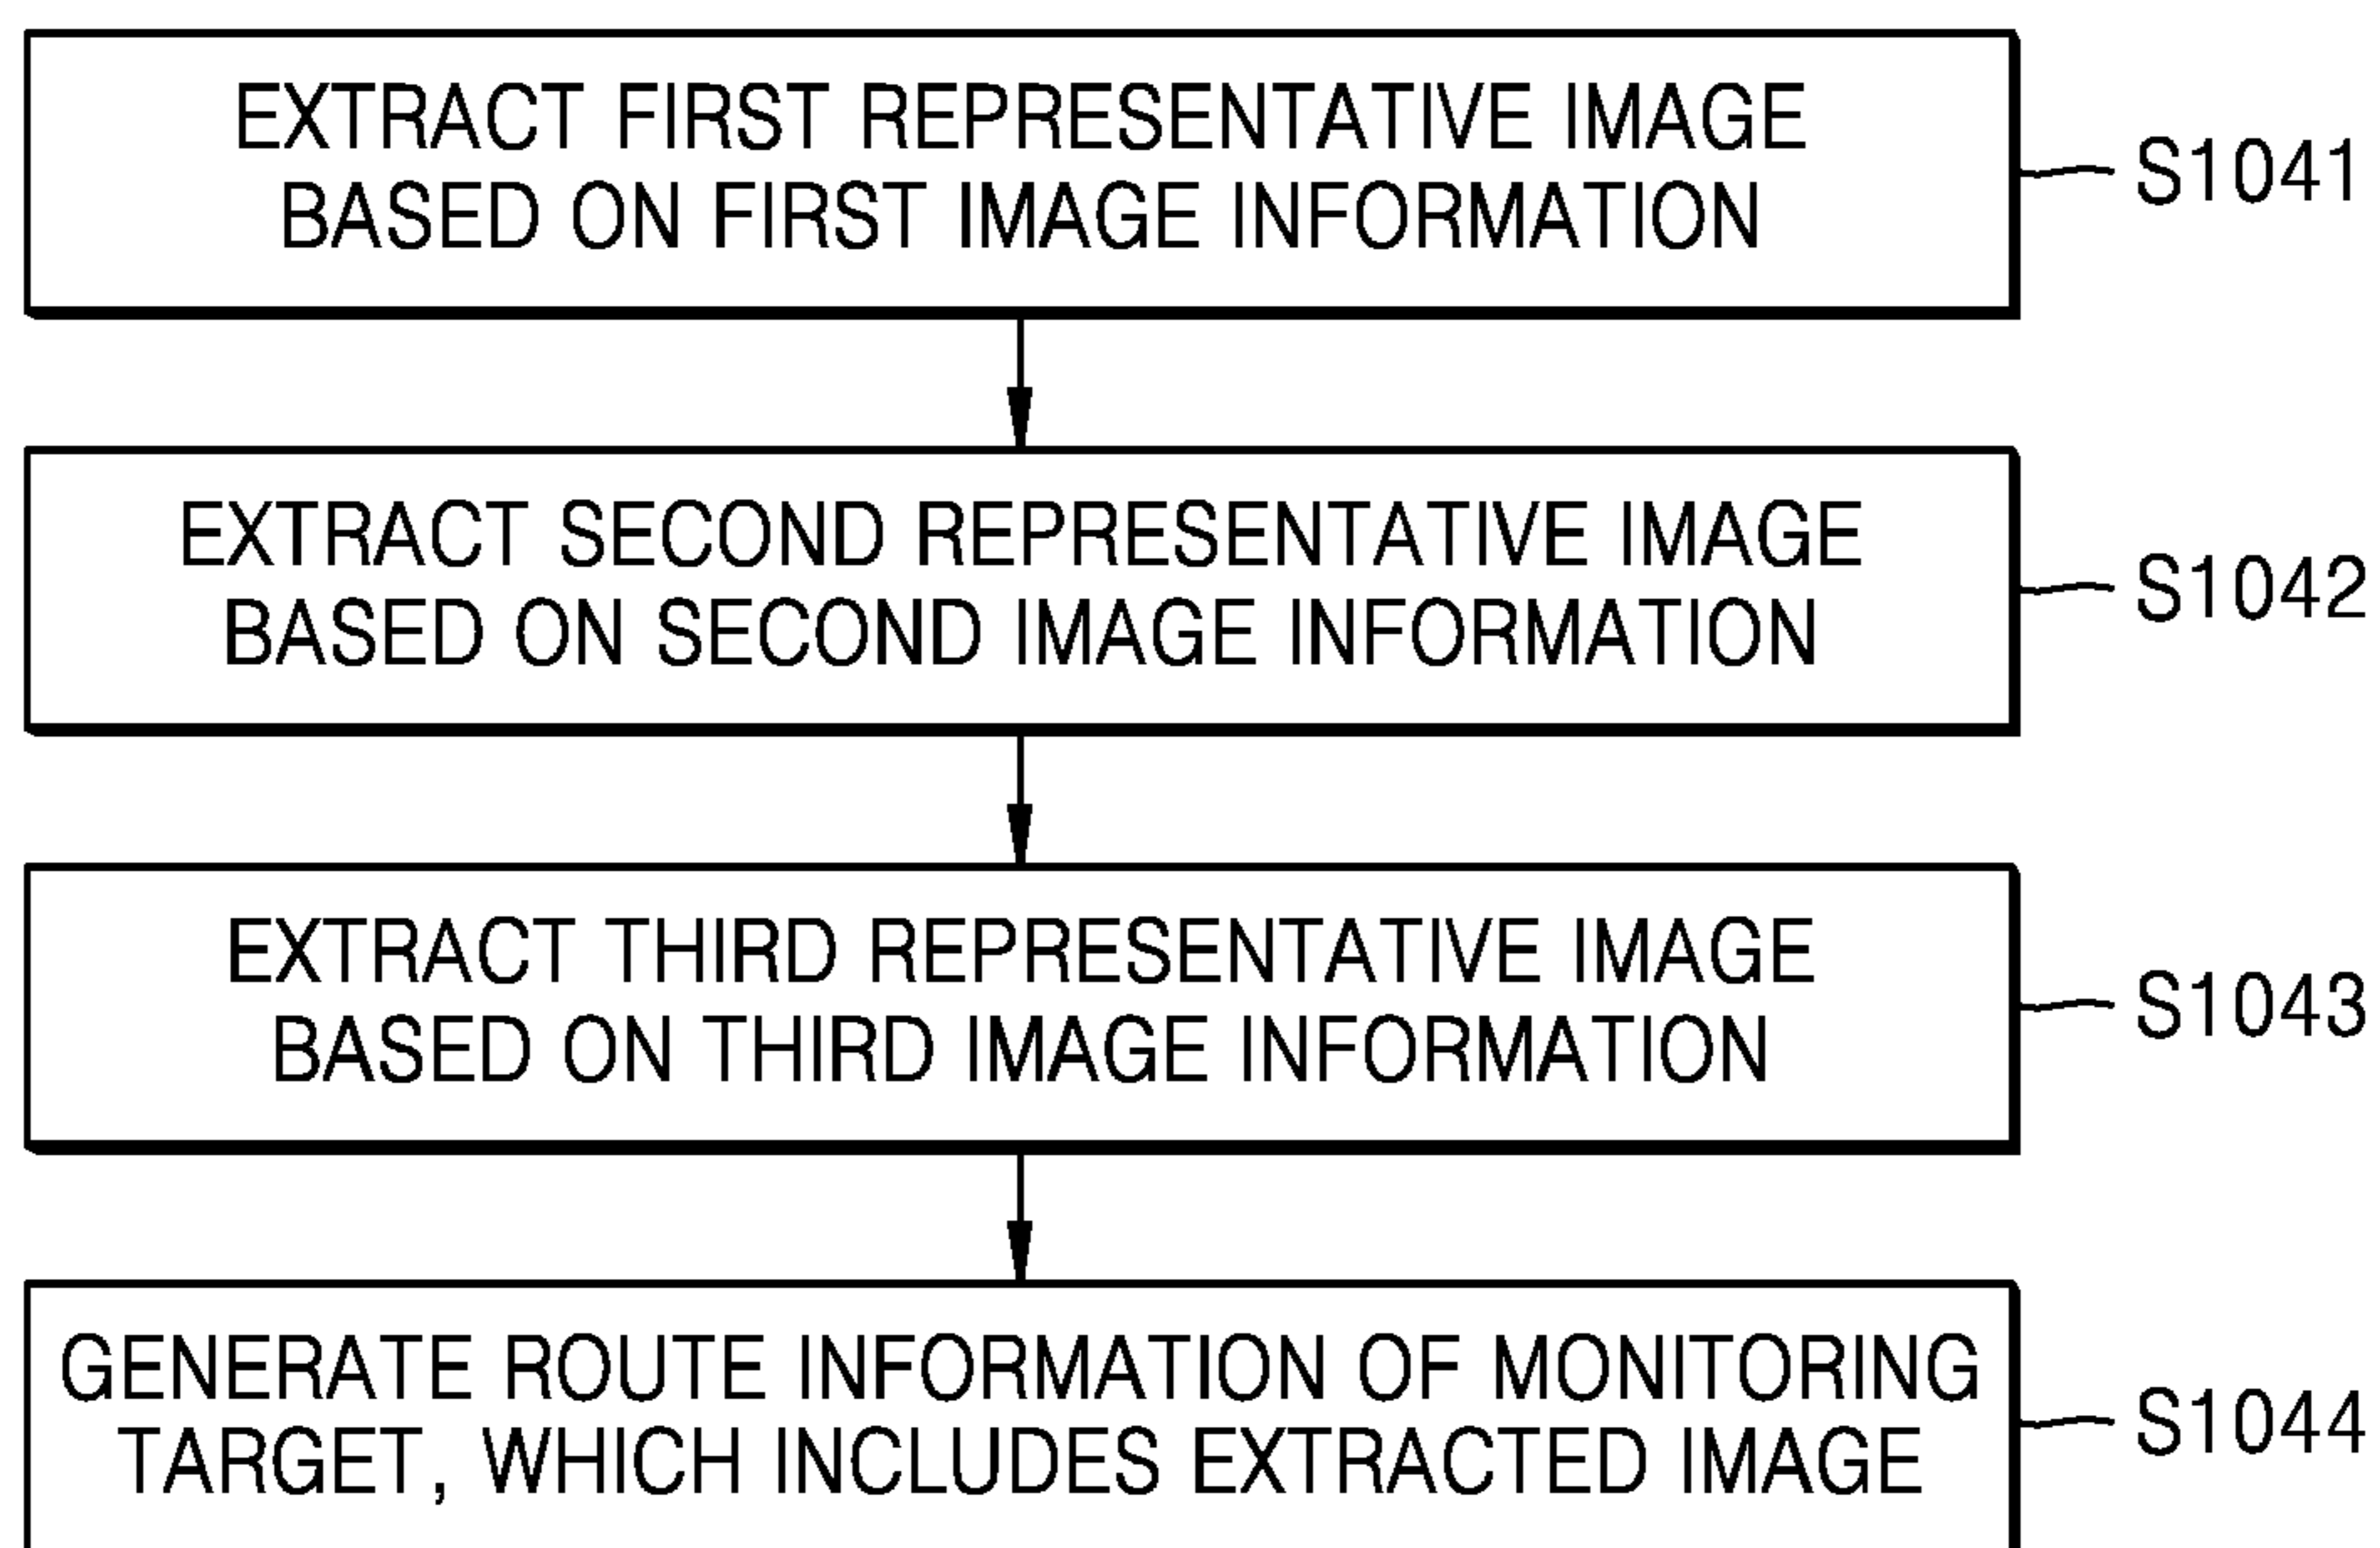 EXTRACT FIRST REPRESENTATIVE IMAGE
BASED ON FIRST IMAGE INFORMATION
S1041
EXTRACT SECOND REPRESENTATIVE IMAGE
BASED ON SECOND IMAGE INFORMATION
S1042
EXTRACT THIRD REPRESENTATIVE IMAGE
BASED ON THIRD IMAGE INFORMATION
S1043
GENERATE ROUTE INFORMATION OF MONITORING
TARGET, WHICH INCLUDES EXTRACTED IMAGE
S1044